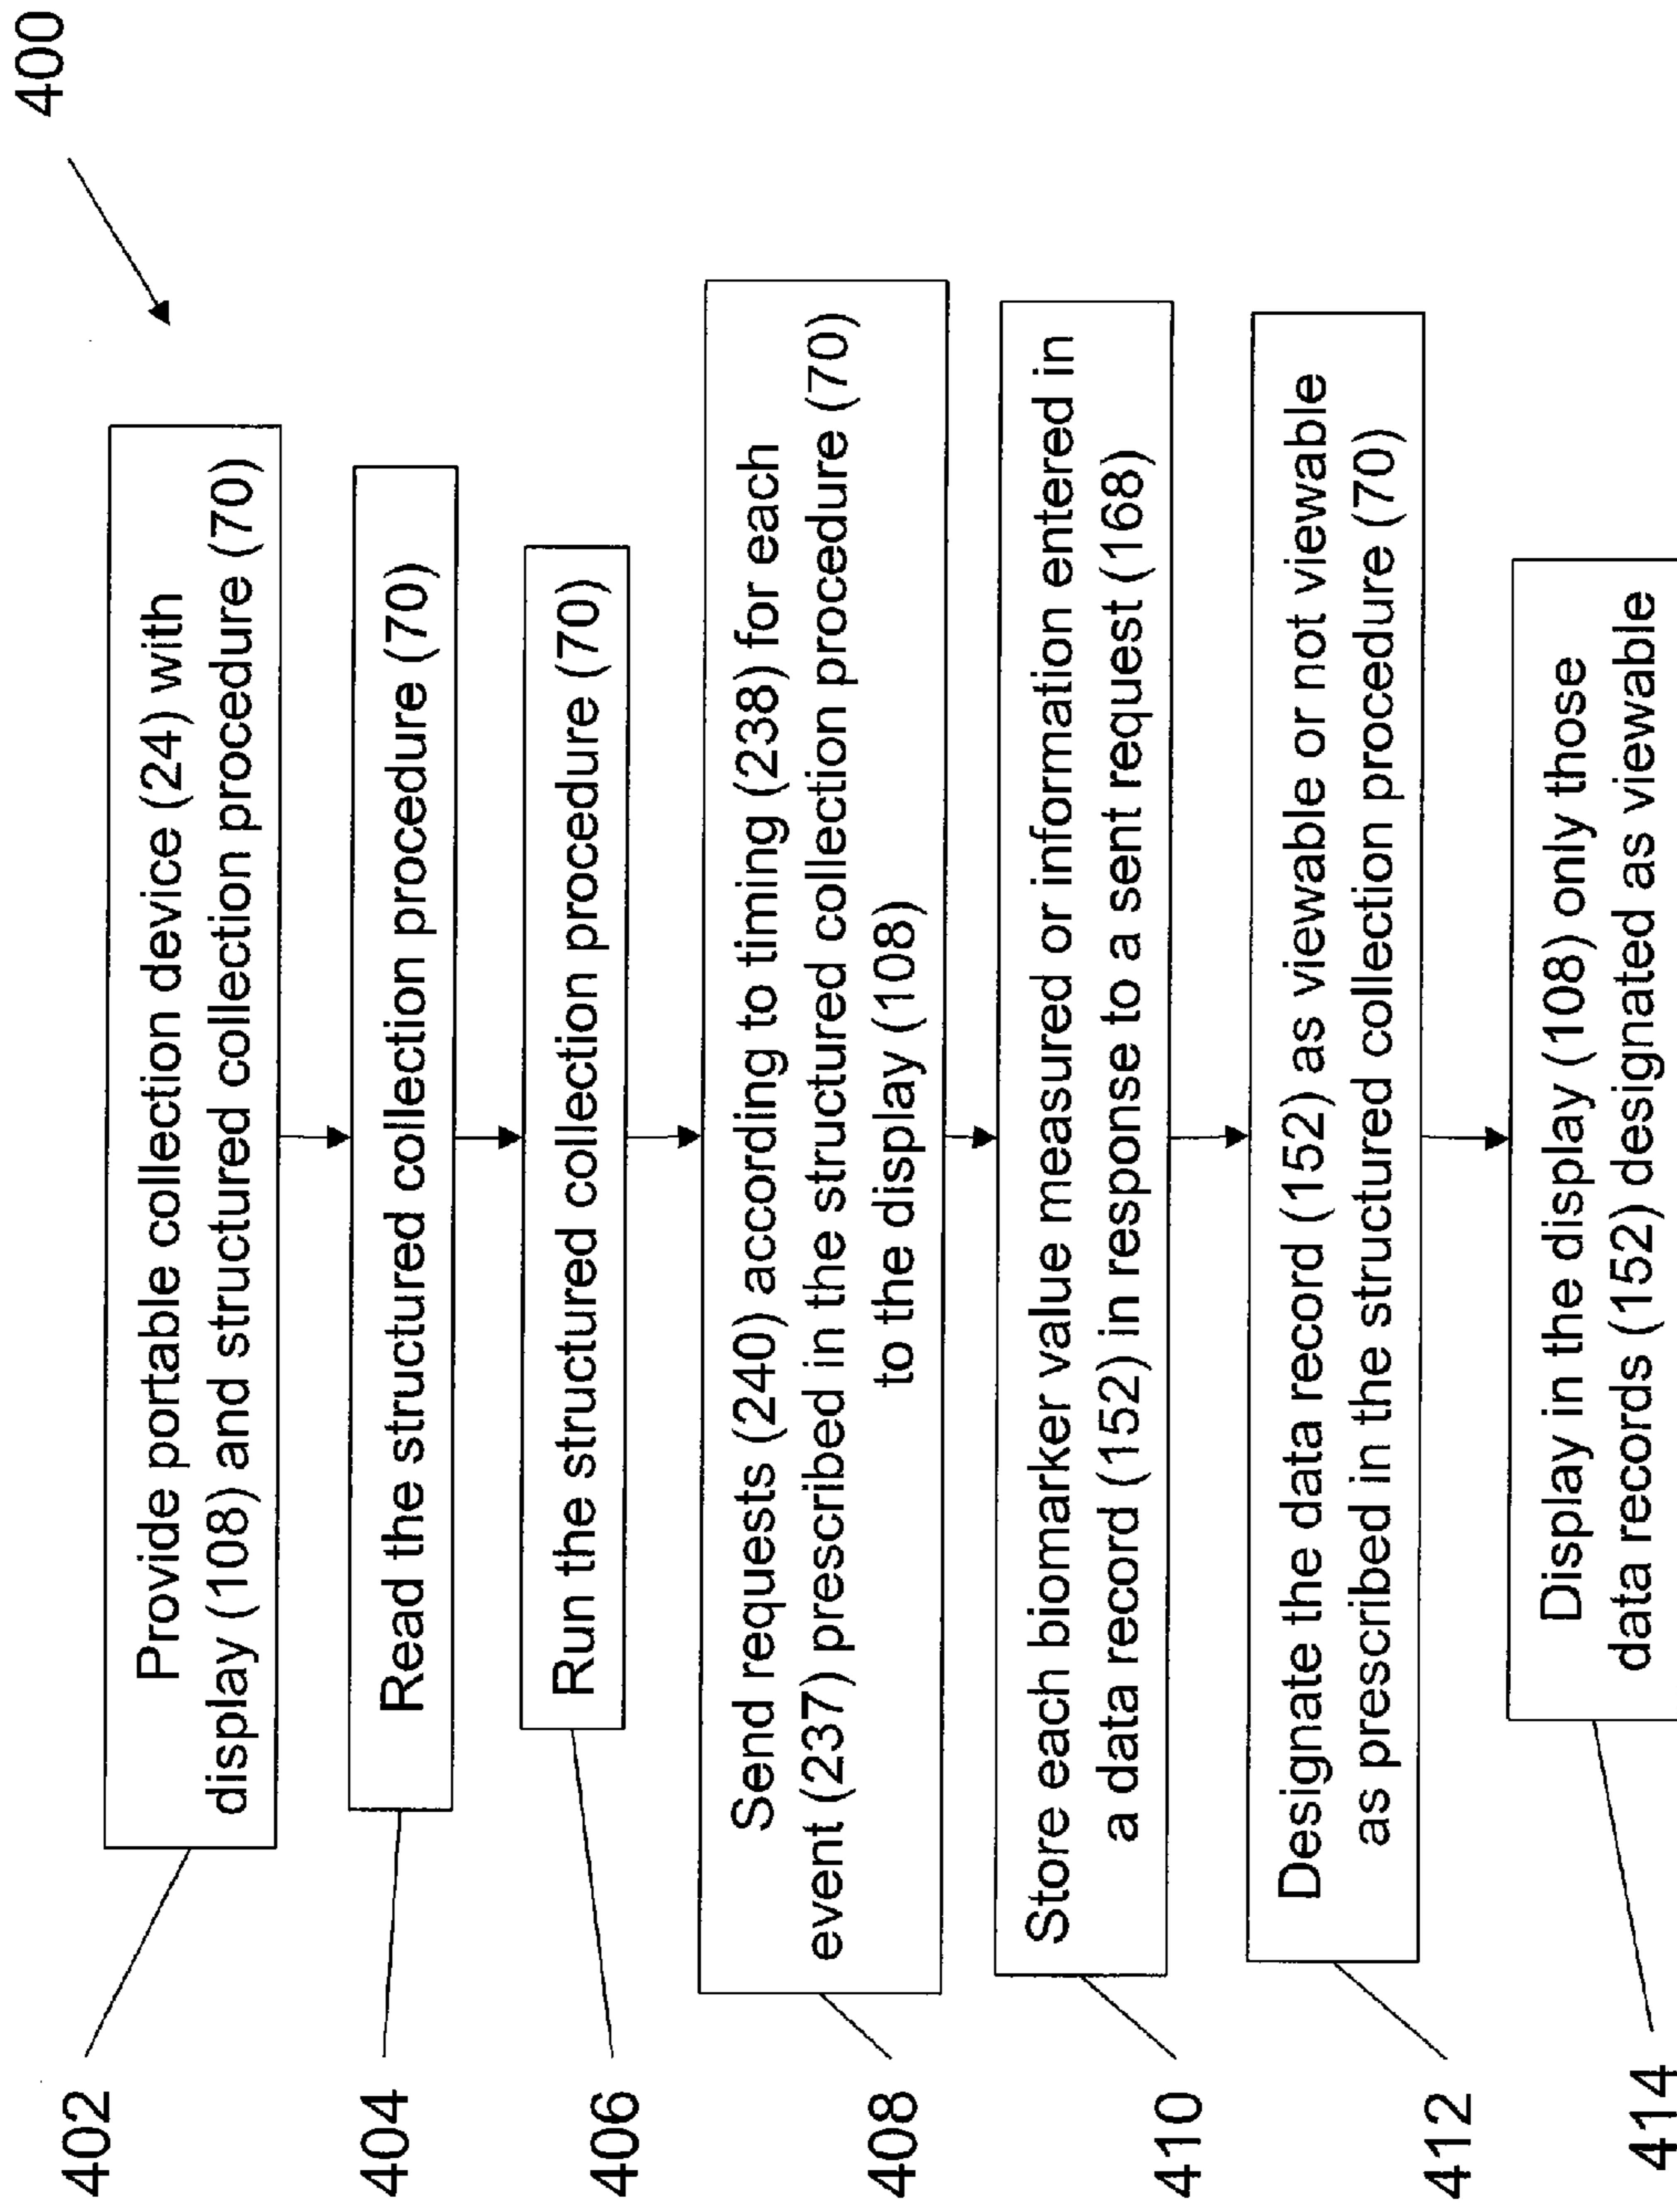 400
402
Provide portable collection device (24) with
display (108) and structured collection procedure (70)
404
Read the structured collection procedure (70)
406
Run the structured collection procedure (70)
408
Send requests (240) according to timing (238) for each
event (237) prescribed in the structured collection procedure (70)
to the display (108)
410
Store each biomarker value measured or information entered in
a data record (152) in response to a sent request (168)
412
Designate the data record (152) as viewable or not viewable
as prescribed in the structured collection procedure (70)
414
Display in the display (108) only those
data records (152) designated as viewable